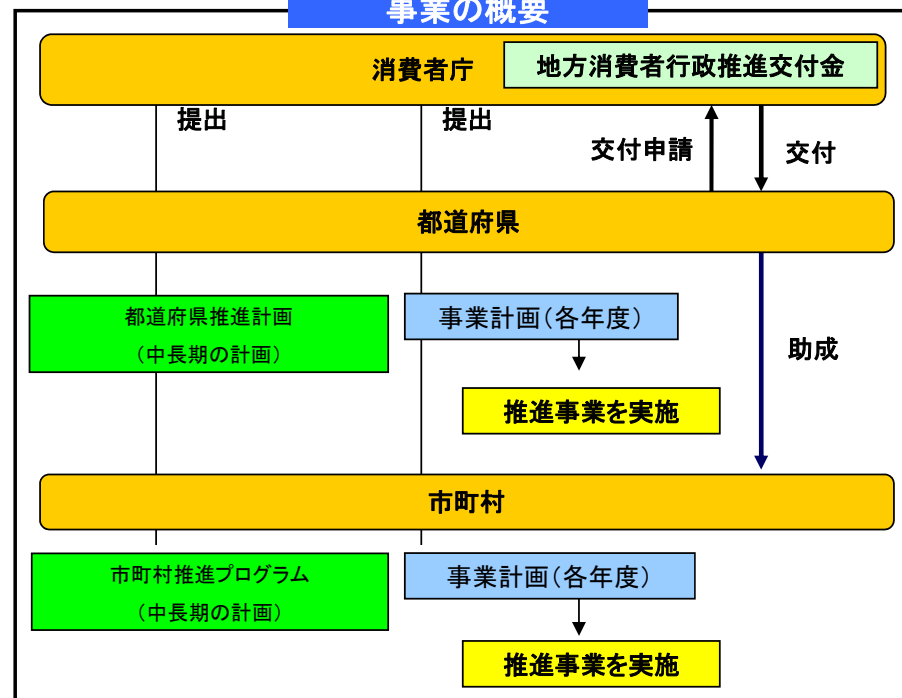 事業の概要
消費者庁
地方消費者行政推進交付金
提出
提出
交付申請
交付
都道府県
都道府県推進計画
（中長期の計画）
事業計画（各年度）
助成
推進事業を実施
市町村
市町村推進プログラム
（中長期の計画）
事業計画（各年度）
推進事業を実施